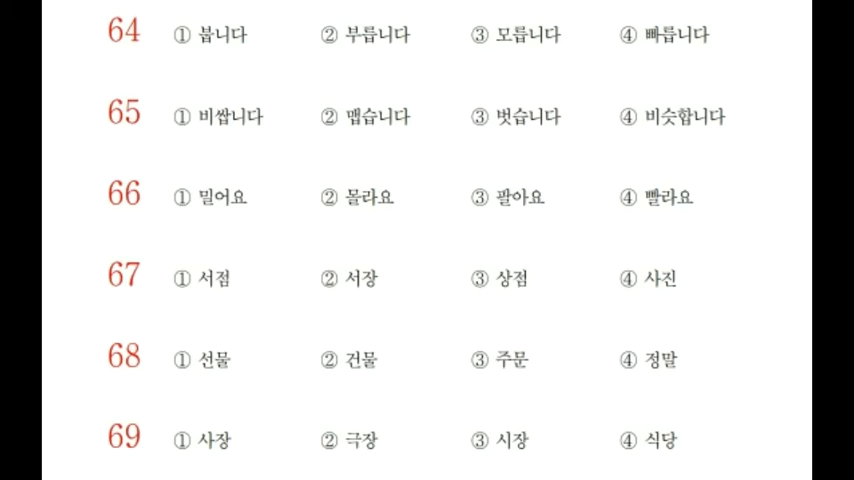 64 ① 붑니다 ② 부릅니다 ③ 모릅니다 ④ 빠릅니다
65 ① 비쌉니다 ② 맵습니다 ③ 벗습니다 ④ 비슷합니다
66 ① 밀어요 ② 몰라요 ③ 팔아요 ④ 빨라요
67 ① 서점 ② 서장 ③ 상점 ④ 사진
68 ① 선물 ② 건물 ③ 주문 ④ 정말
69 ① 사장 ② 극장 ③ 시장 ④ 식당